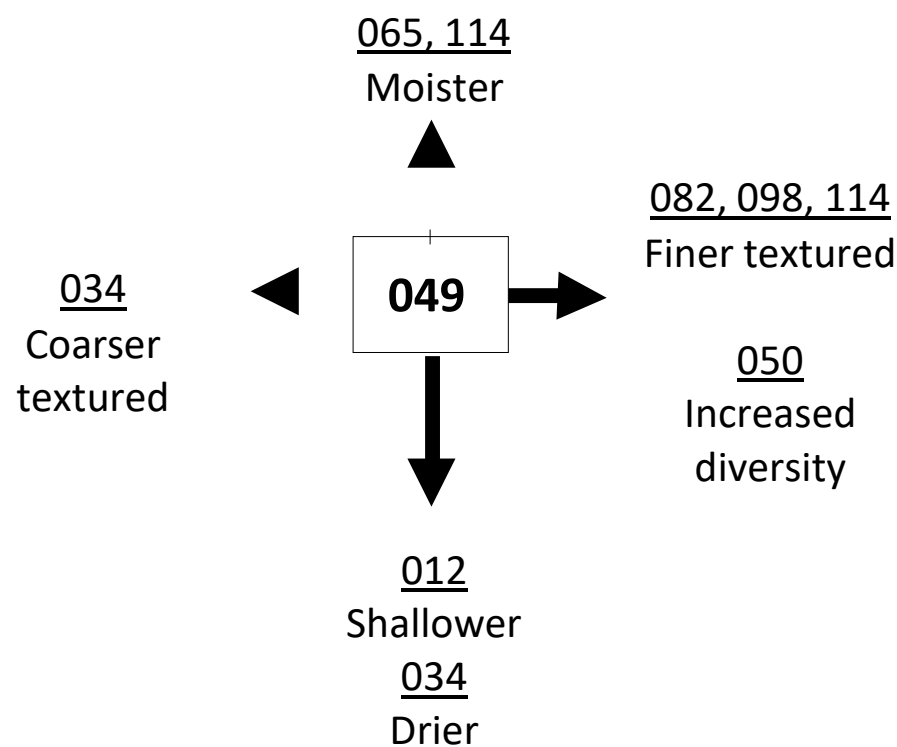 065, 114
Moister
082, 098, 114
Finer textured
034
Coarser
textured
049
050
Increased
diversity
012
Shallower
034
Drier